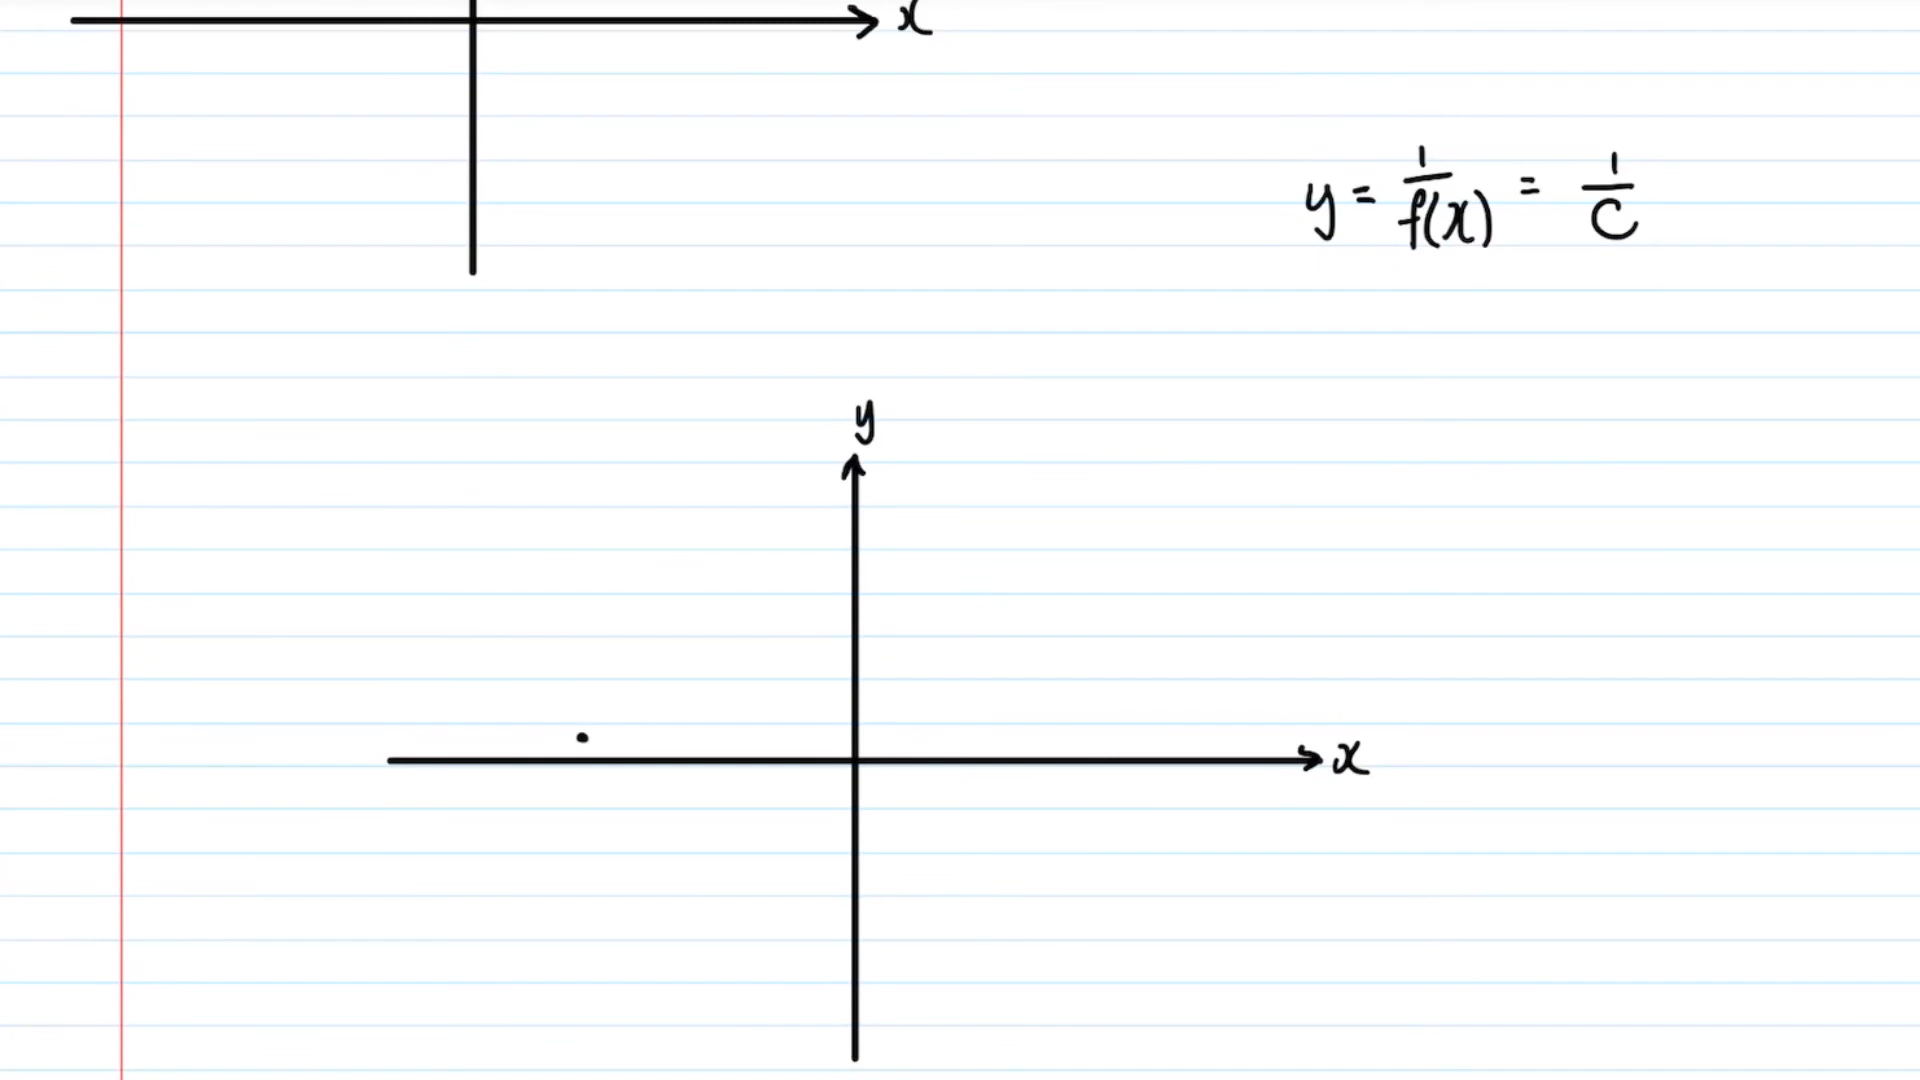 x
y = 1/f(x) = 1/C
y
x